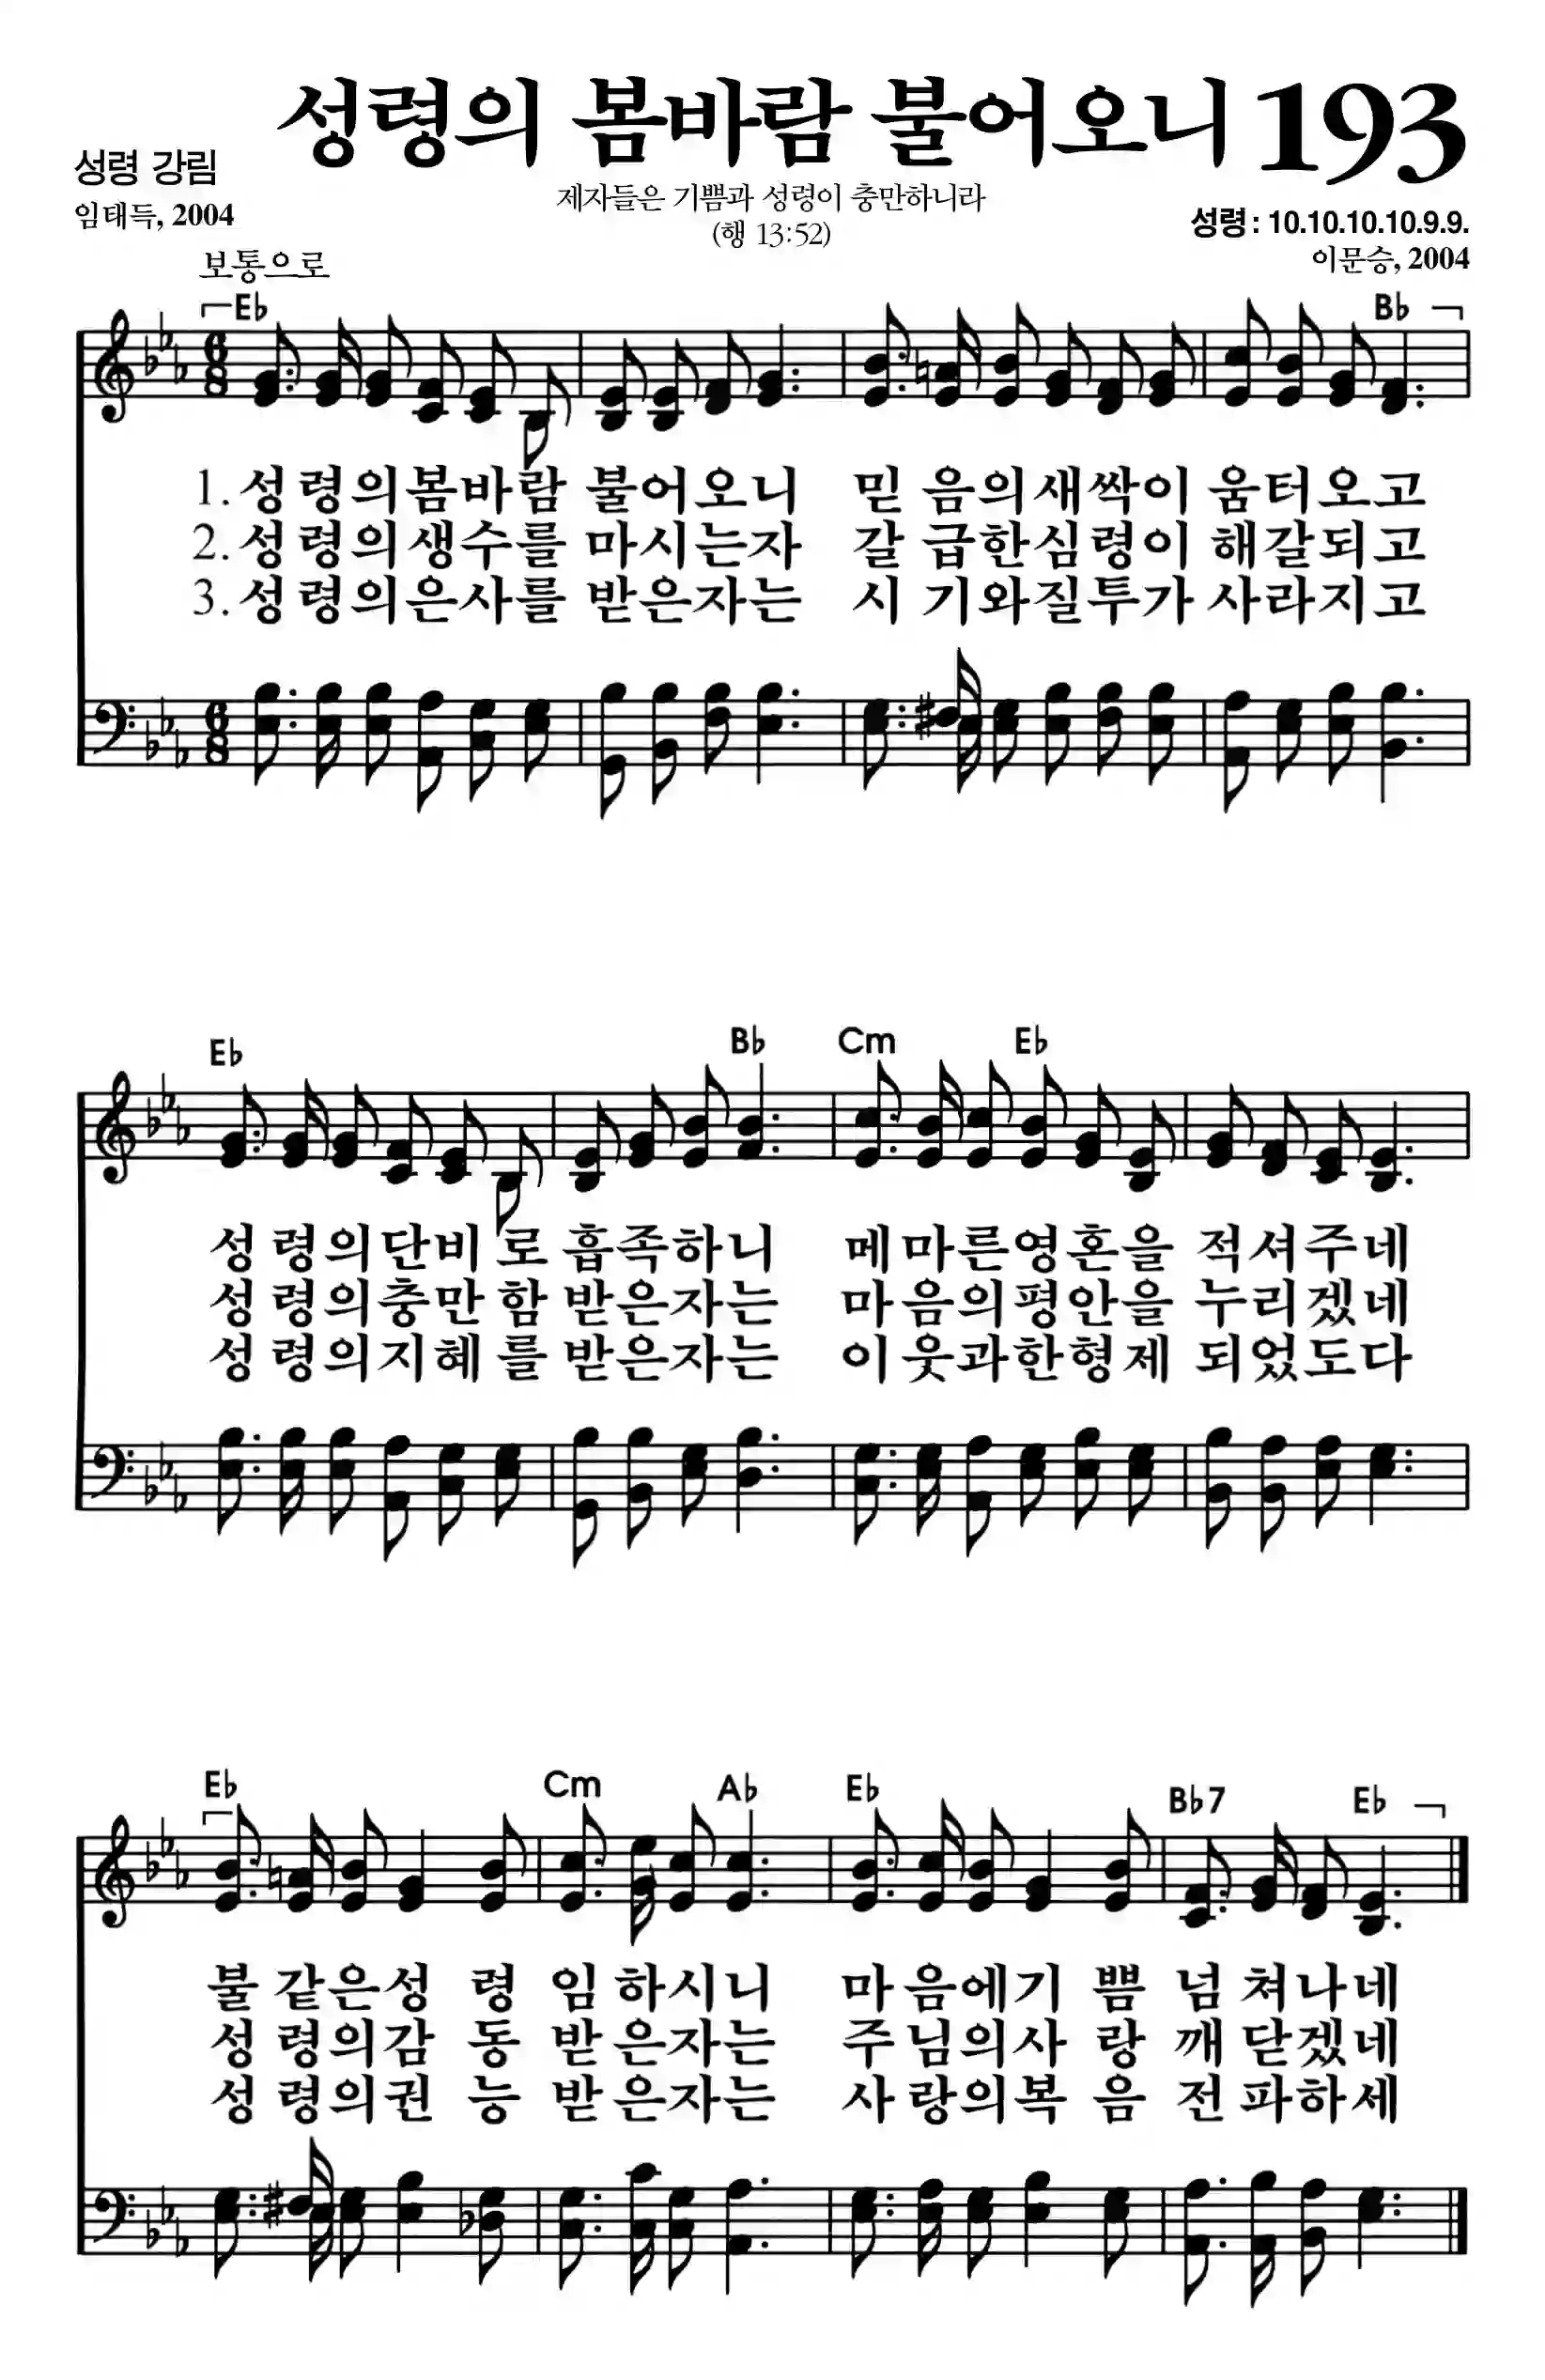 성령의 봄바람 불어오니 193
성령 강림
제자들은 기쁨과 성령이 충만하니라
임태득, 2004
성령 : 10.10.10.10.9.9.
(행 13:52)
이문승, 2004
보통으로
E♭ B♭
6 8
1. 성 령의봄바람 불어오니 믿 음의새싹이 움터오고
2. 성 령의생수를 마시는자 갈 급한심령이 해갈되고
3. 성 령의은사를 받은자는 시 기와질투가 사라지고
6 8
E♭ B♭ Cm E♭
성 령의단비 로 흡족하니 메마른영혼을 적셔주네
성 령의충만 함 받은자는 마음의평안을 누리겠네
성 령의지혜 를 받은자는 이웃과한형제 되었도다
E♭ Cm A♭ E♭ B♭7 E♭
불 같은성 령 임 하시니 마 음에기 쁨 넘 쳐나네
성 령의감 동 받 은자는 주님의사 랑 깨 닫겠네
성 령의권 능 받 은자는 사 랑의복 음 전 파하세